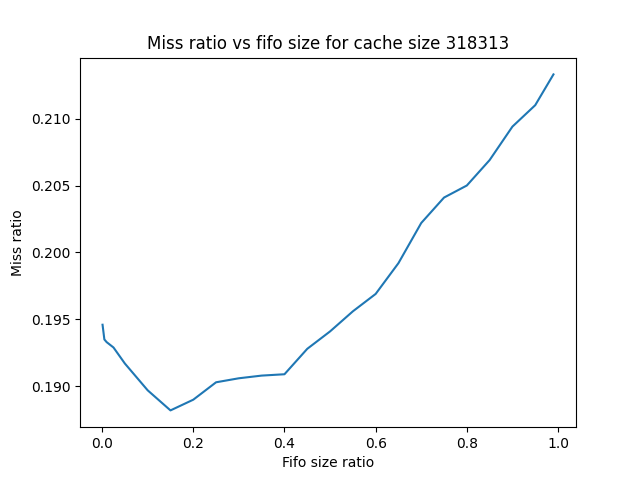 Miss ratio vs fifo size for cache size 318313
0.210
0.205
0.200
0.195
0.190
Miss ratio
0.0 0.2 0.4 0.6 0.8 1.0
Fifo size ratio